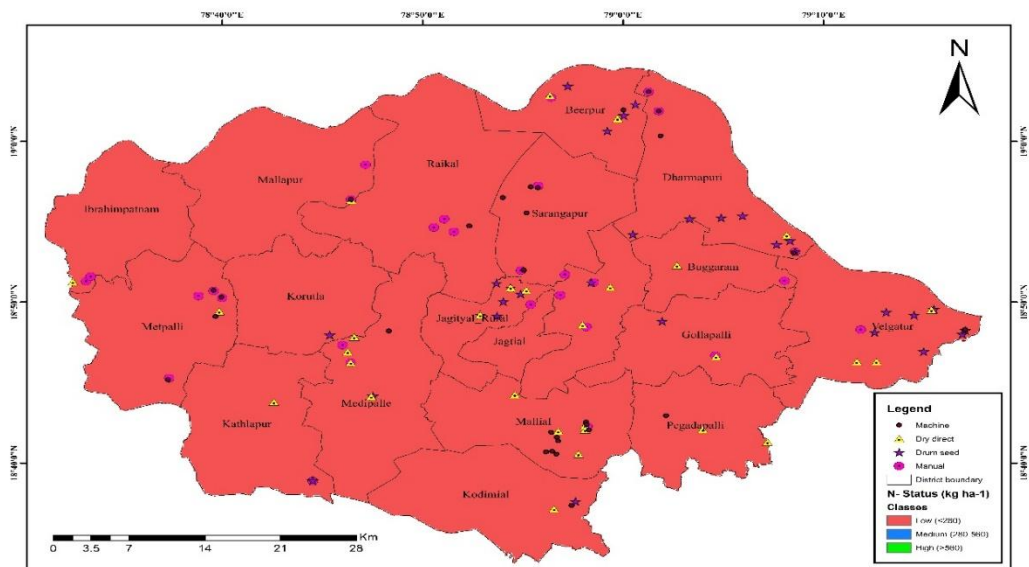 78°40'0"E 78°50'0"E 79°0'0"E 79°10'0"E
N
Beerpur
19°0'0"N 19°0'0"N
Raikal
Mallapur
Dharmapuri
Ibrahimpatnam
Sarangapur
Buggaram
18°50'0"N 18°50'0"N
Korutla
Metpalli
Jagityal_Rural
Velgatur
Gollapalli
Jagtial
Medipalle
Kathlapur
Mallial
Pegadapalli
18°40'0"N 18°40'0"N
Kodimial
Legend
Machine
Dry direct
Drum seed
Manual
District boundary
N- Status (kg ha-1)
Classes
Low (<280)
Medium (280 560)
High (>560)
Km
0 3.5 7 14 21 28